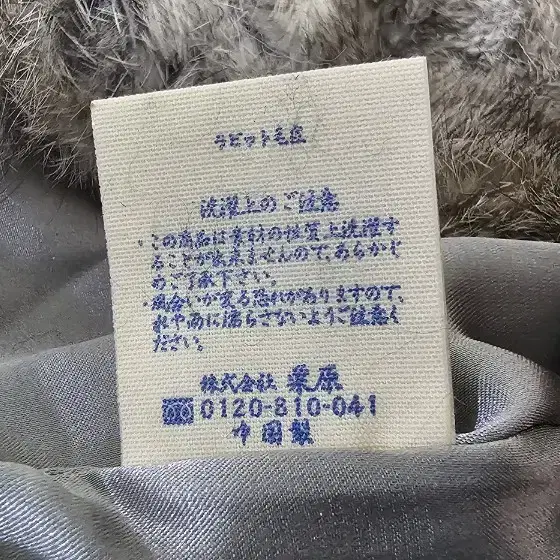 ラビット毛皮
洗濯上のご注意
・この商品は素材の性質上洗濯す
ることが出来ませんので、あらかじ
めご了承下さい。
・風合いが変る恐れがありますので、
水や雨に濡らさないようご注意く
ださい。
株式会社 栗原
0120-810-041
中国製